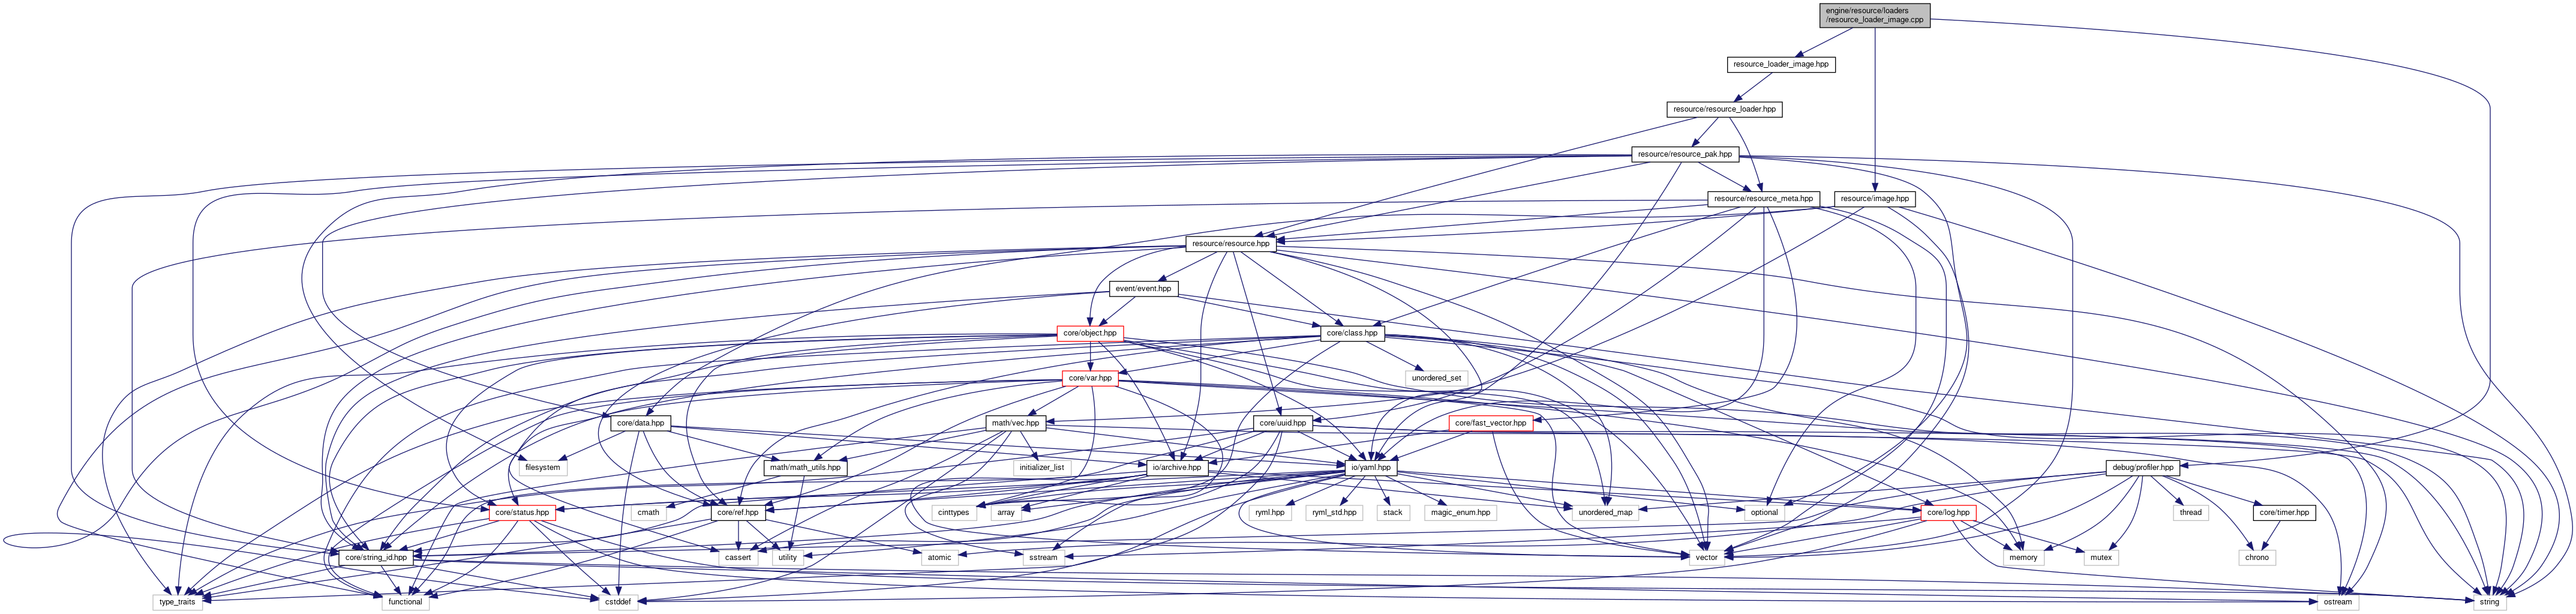 engine/resource/loaders
/resource_loader_image.cpp
resource_loader_image.hpp
resource/resource_loader.hpp
resource/resource_pak.hpp
resource/resource_meta.hpp
resource/image.hpp
resource/resource.hpp
event/event.hpp
core/object.hpp
core/class.hpp
core/var.hpp
unordered_set
core/data.hpp
math/vec.hpp
core/uuid.hpp
core/fast_vector.hpp
filesystem
math/math_utils.hpp
initializer_list
io/archive.hpp
io/yaml.hpp
debug/profiler.hpp
core/status.hpp
cmath
core/ref.hpp
cinttypes
array
ryml.hpp
ryml_std.hpp
stack
magic_enum.hpp
unordered_map
optional
core/log.hpp
thread
core/timer.hpp
core/string_id.hpp
cassert
utility
atomic
sstream
vector
memory
mutex
chrono
type_traits
functional
cstddef
ostream
string